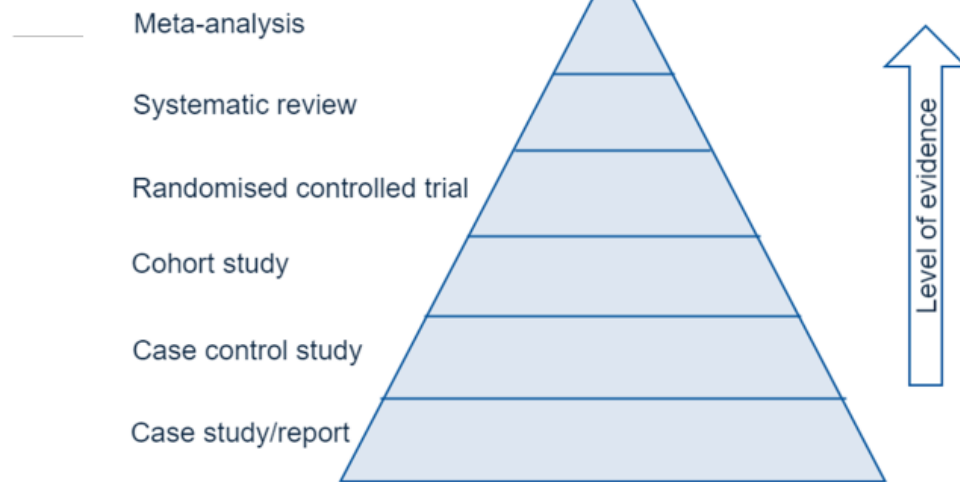 Meta-analysis
Systematic review
Randomised controlled trial
Cohort study
Case control study
Case study/report
Level of evidence